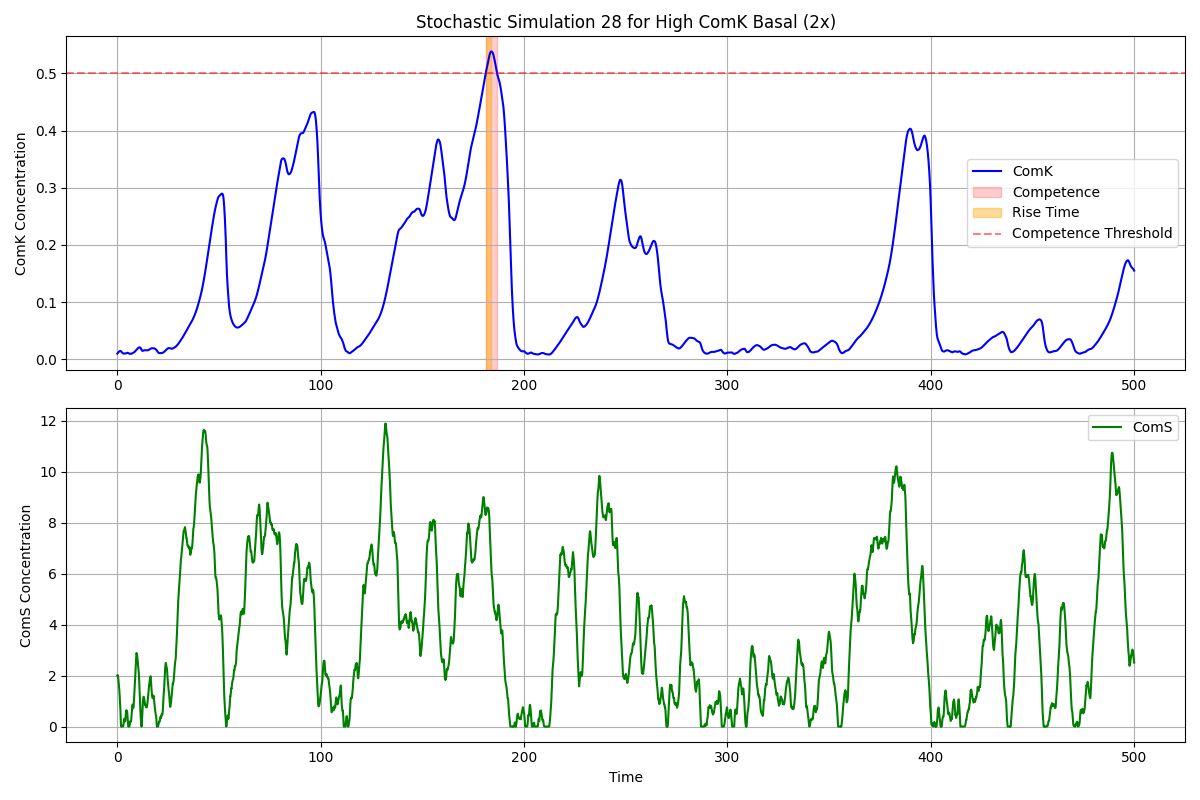 Stochastic Simulation 28 for High ComK Basal (2x)
ComK Concentration
0.5
0.4
0.3
0.2
0.1
0.0
ComK
Competence
Rise Time
Competence Threshold
0 100 200 300 400 500
ComS Concentration
12
10
8
6
4
2
0
ComS
0 100 200 300 400 500
Time